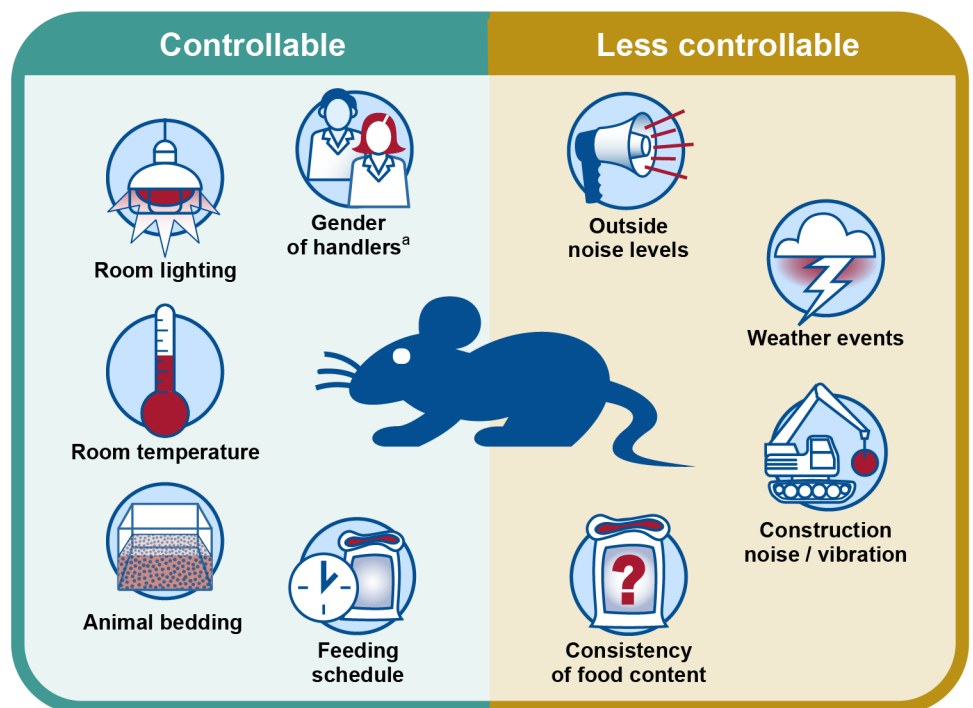 Controllable
Less controllable
Room lighting
Gender
of handlersᵃ
Room temperature
Animal bedding
Feeding
schedule
Outside
noise levels
Weather events
Construction
noise / vibration
?
Consistency
of food content